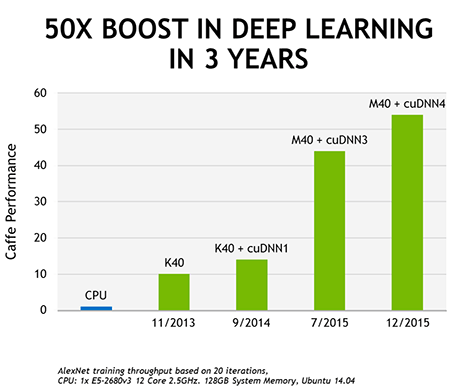 50X BOOST IN DEEP LEARNING
IN 3 YEARS
Caffe Performance
60
50
40
30
20
10
0
CPU
K40
K40 + cuDNN1
M40 + cuDNN3
M40 + cuDNN4
11/2013
9/2014
7/2015
12/2015
AlexNet training throughput based on 20 iterations,
CPU: 1x E5-2680v3 12 Core 2.5GHz. 128GB System Memory, Ubuntu 14.04